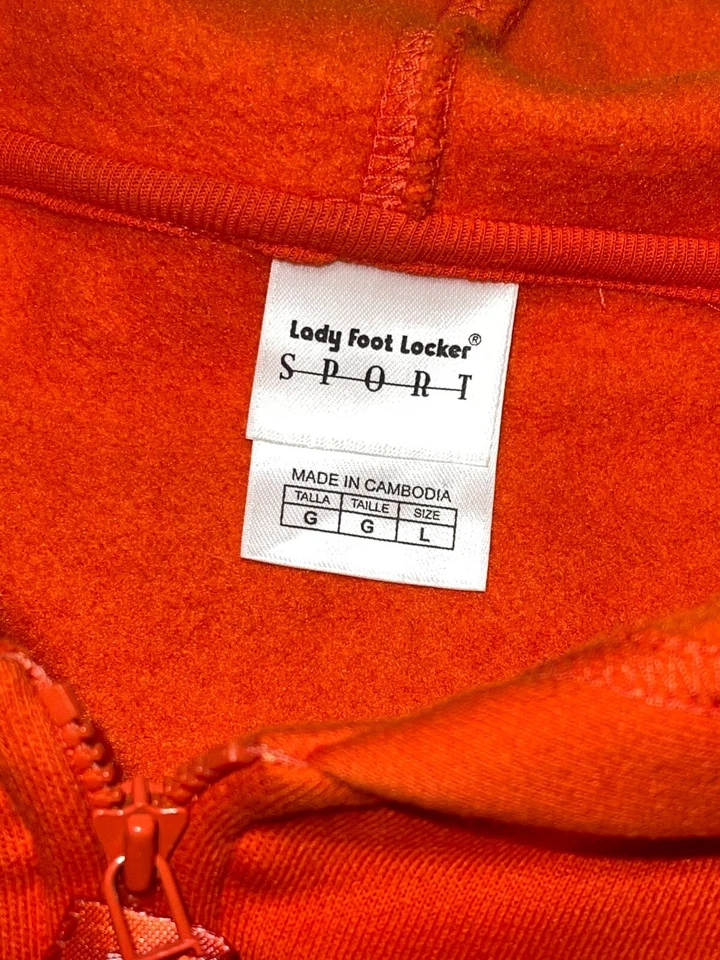 Lady Foot Locker®
SPORT
MADE IN CAMBODIA
TALLA TAILLE SIZE
G G L